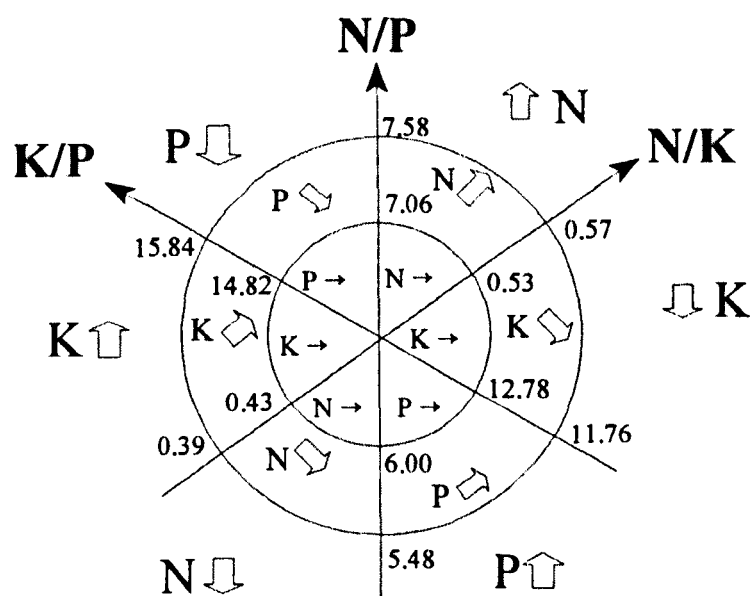 N/P
N
P
N/K
K/P
7.58
N
P
7.06
0.57
15.84
14.82
P → N →
0.53
K
K
K
K
K → K →
12.78
0.43
N → P →
11.76
0.39
N
6.00
P
5.48
N
P